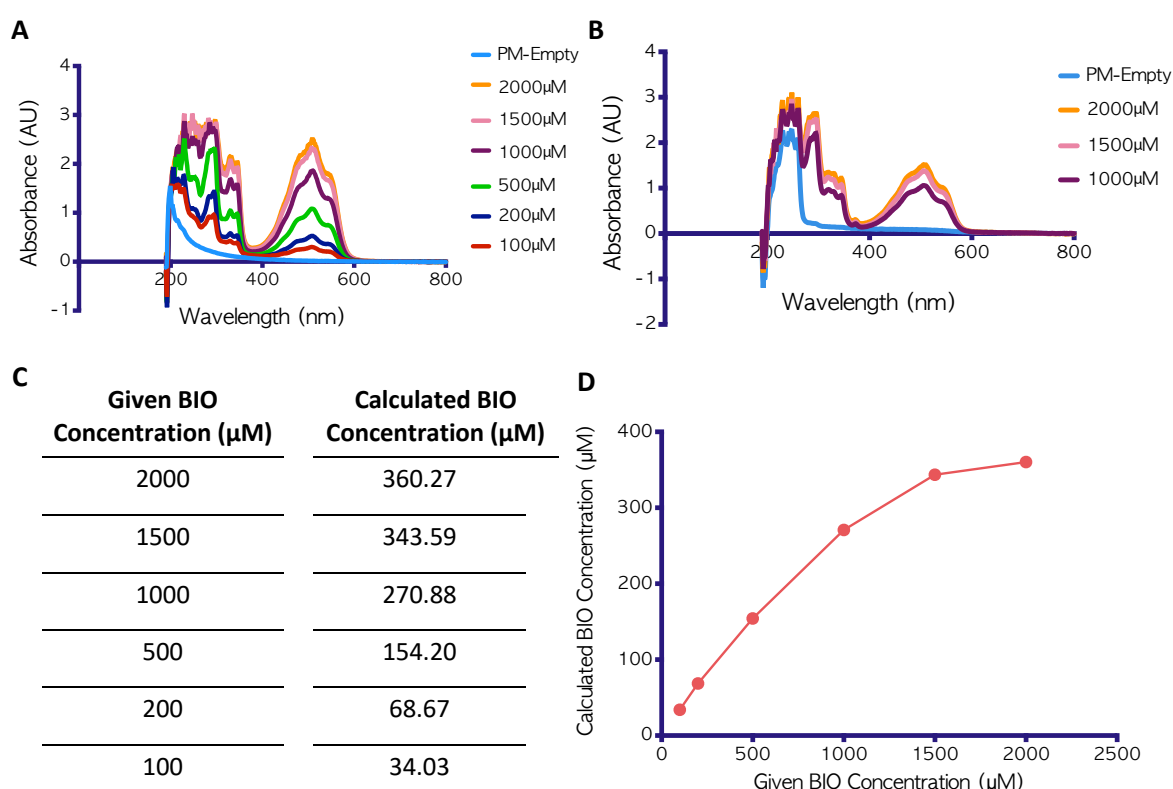 A
Absorbance (AU)
4
3
2
1
0
-1
200
400
600
800
Wavelength (nm)
PM-Empty
2000µM
1500µM
1000µM
500µM
200µM
100µM
B
Absorbance (AU)
4
3
2
1
0
-1
-2
200
400
600
800
Wavelength (nm)
PM-Empty
2000µM
1500µM
1000µM
C
Given BIO
Concentration (µM)
Calculated BIO
Concentration (µM)
2000 360.27
1500 343.59
1000 270.88
500 154.20
200 68.67
100 34.03
D
Calculated BIO Concentration (µM)
400
300
200
100
0
0 500 1000 1500 2000 2500
Given BIO Concentration (µM)